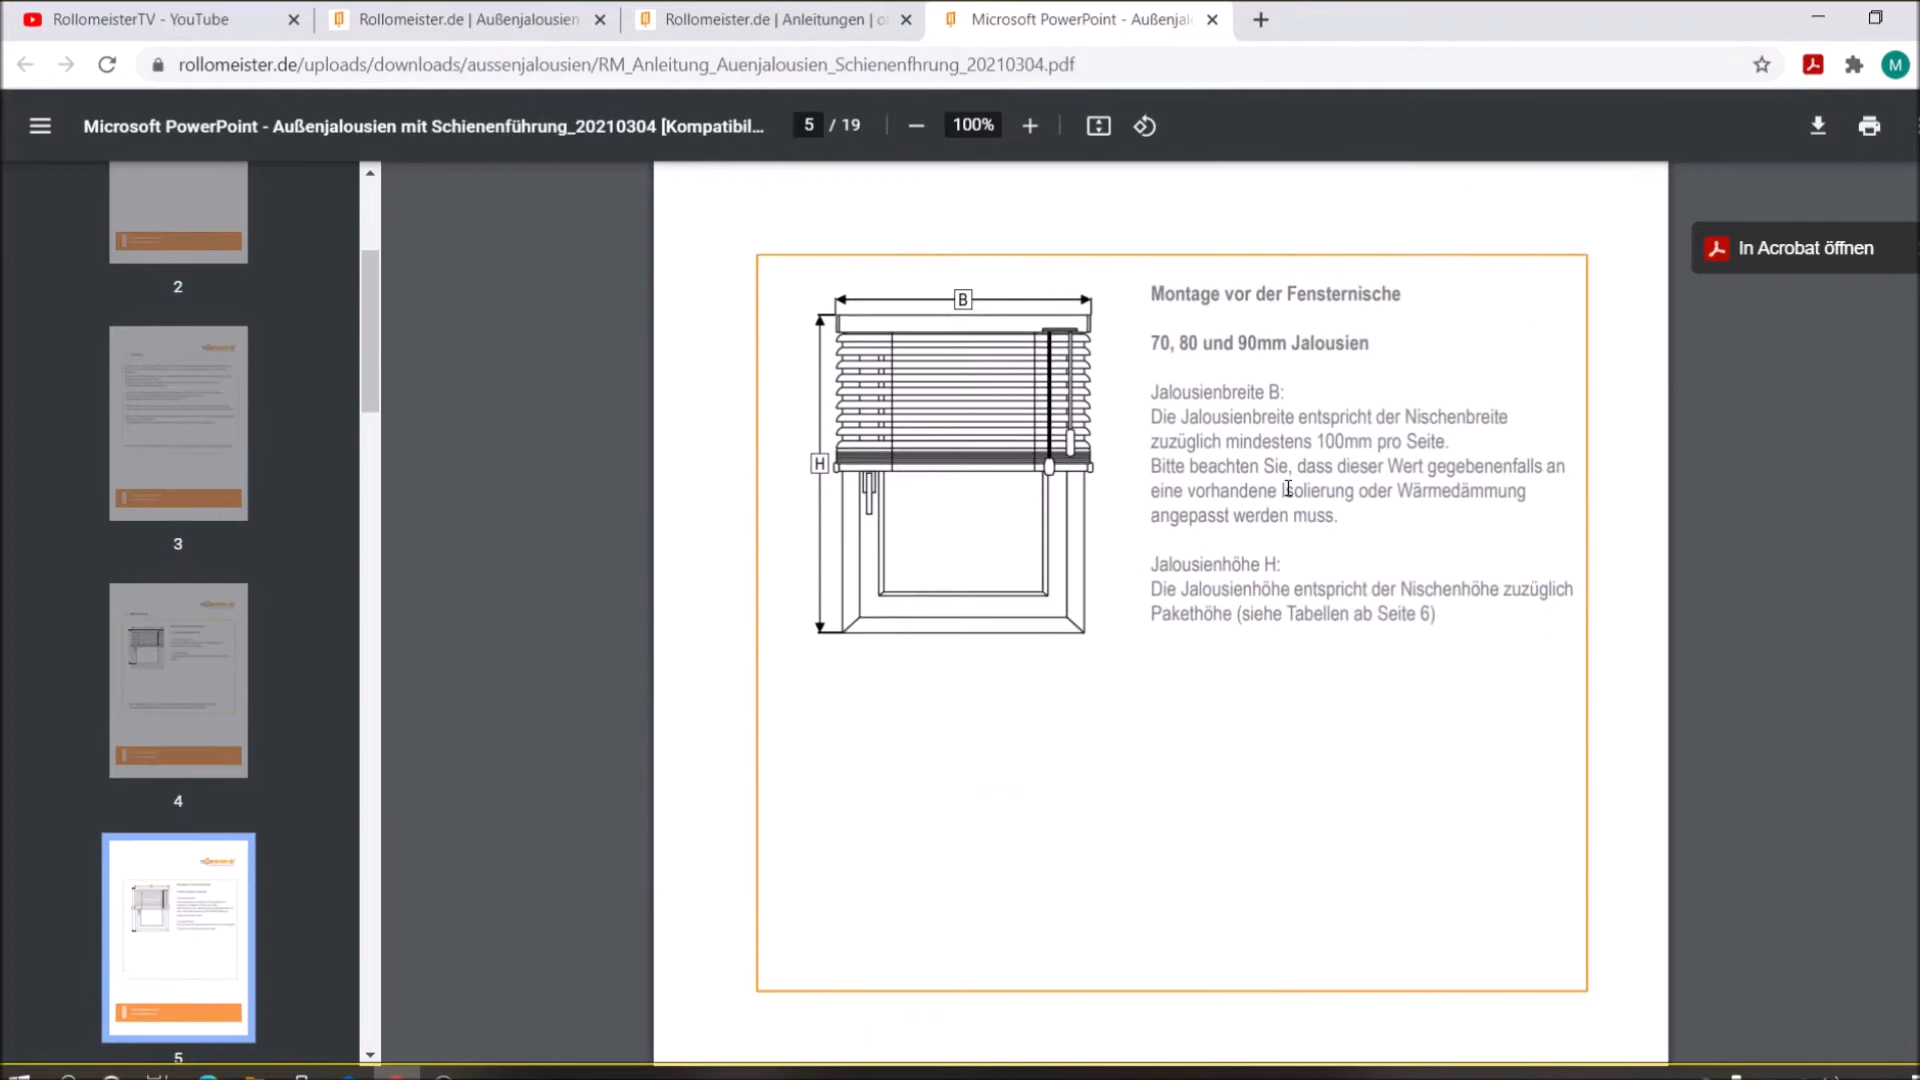 RollomeisterTV - YouTube
Rollomeister.de | Außenjalousien
Rollomeister.de | Anleitungen | o
Microsoft PowerPoint - Außenjal
rollomeister.de/uploads/downloads/aussenjalousien/RM_Anleitung_Auenjalousien_Schienenfhrung_20210304.pdf
M
Microsoft PowerPoint - Außenjalousien mit Schienenführung_20210304 [Kompatibil...
5 / 19
100%
In Acrobat öffnen
2
3
4
5
B
H
Montage vor der Fensternische
70, 80 und 90mm Jalousien
Jalousienbreite B:
Die Jalousienbreite entspricht der Nischenbreite
zuzüglich mindestens 100mm pro Seite.
Bitte beachten Sie, dass dieser Wert gegebenenfalls an
eine vorhandene Isolierung oder Wärmedämmung
angepasst werden muss.
Jalousienhöhe H:
Die Jalousienhöhe entspricht der Nischenhöhe zuzüglich
Pakethöhe (siehe Tabellen ab Seite 6)